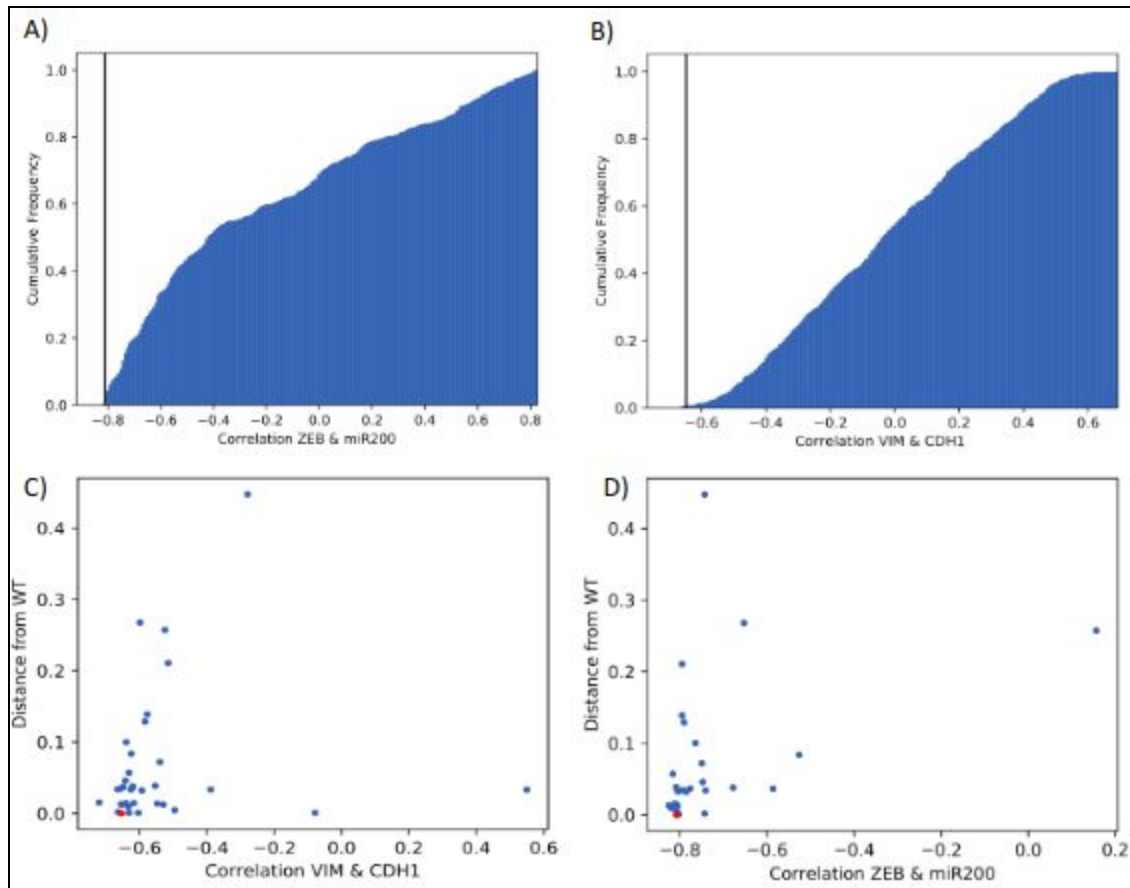 A)
1.0
0.8
0.6
0.4
0.2
0.0
Cumulative Frequency
−0.8 −0.6 −0.4 −0.2 0.0 0.2 0.4 0.6 0.8
Correlation ZEB & miR200
B)
1.0
0.8
0.6
0.4
0.2
0.0
Cumulative Frequency
−0.6 −0.4 −0.2 0.0 0.2 0.4 0.6
Correlation VIM & CDH1
C)
0.4
0.3
0.2
0.1
0.0
Distance from WT
−0.6 −0.4 −0.2 0.0 0.2 0.4 0.6
Correlation VIM & CDH1
D)
0.4
0.3
0.2
0.1
0.0
Distance from WT
−0.8 −0.6 −0.4 −0.2 0.0 0.2
Correlation ZEB & miR200